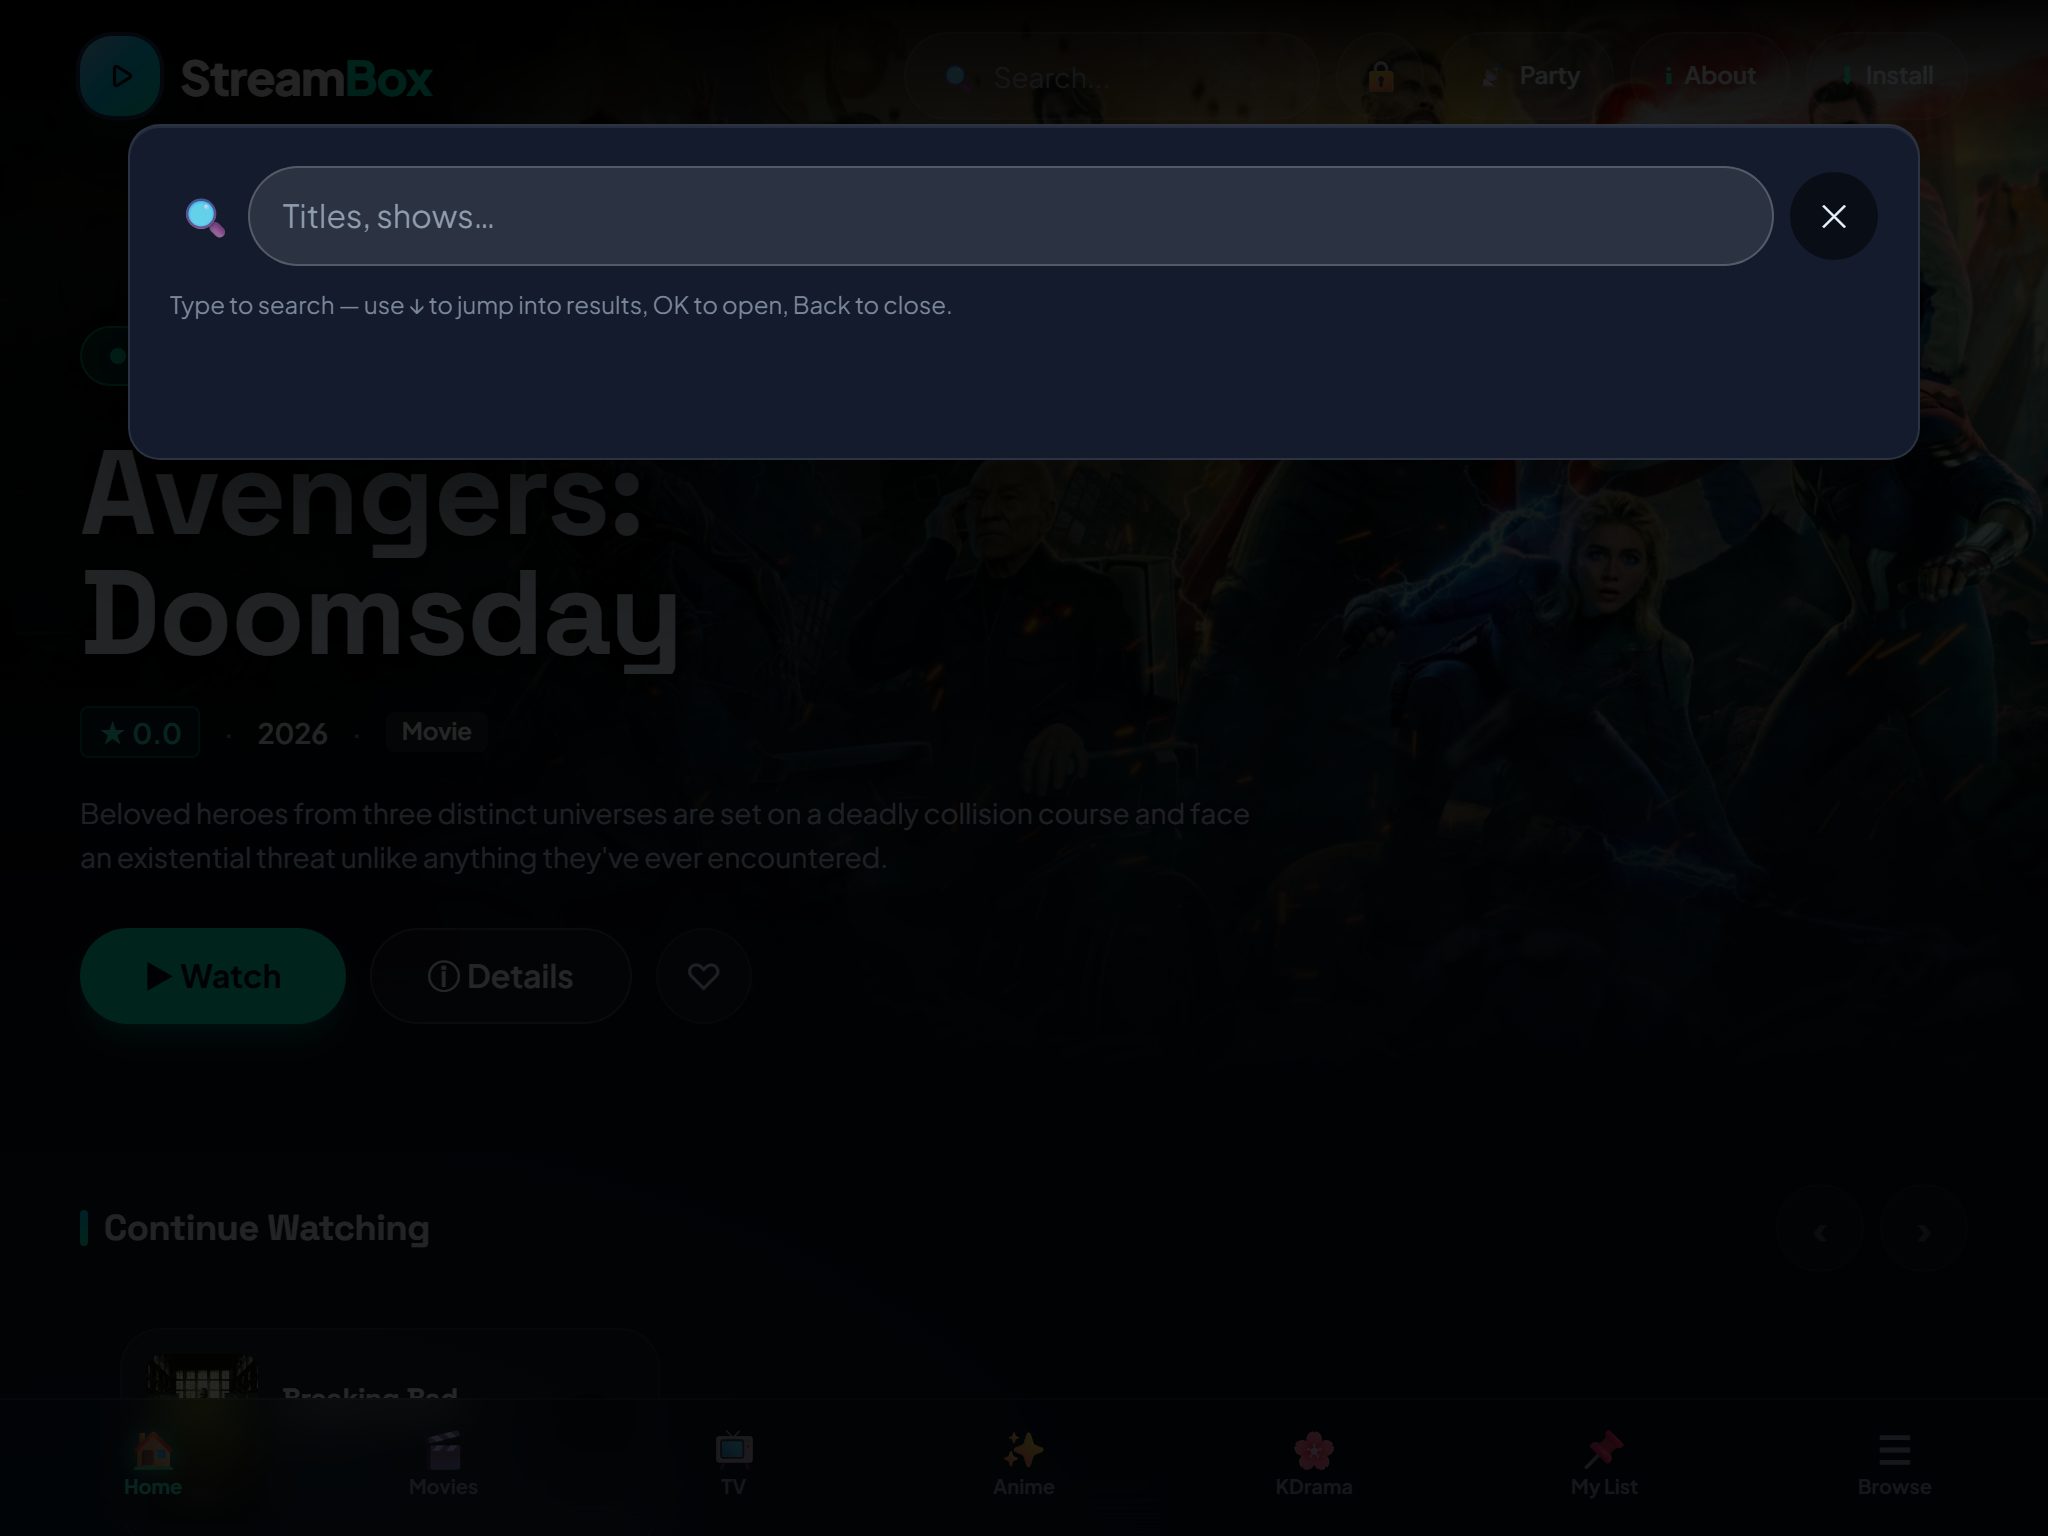 StreamBox
Search...
Party
About
Install
Titles, shows...
Type to search — use ↓ to jump into results, OK to open, Back to close.
Avengers:
Doomsday
★ 0.0 · 2026 · Movie
Beloved heroes from three distinct universes are set on a deadly collision course and face
an existential threat unlike anything they've ever encountered.
▶ Watch
ⓘ Details
Continue Watching
Breaking Bad
Home
Movies
TV
Anime
KDrama
My List
Browse